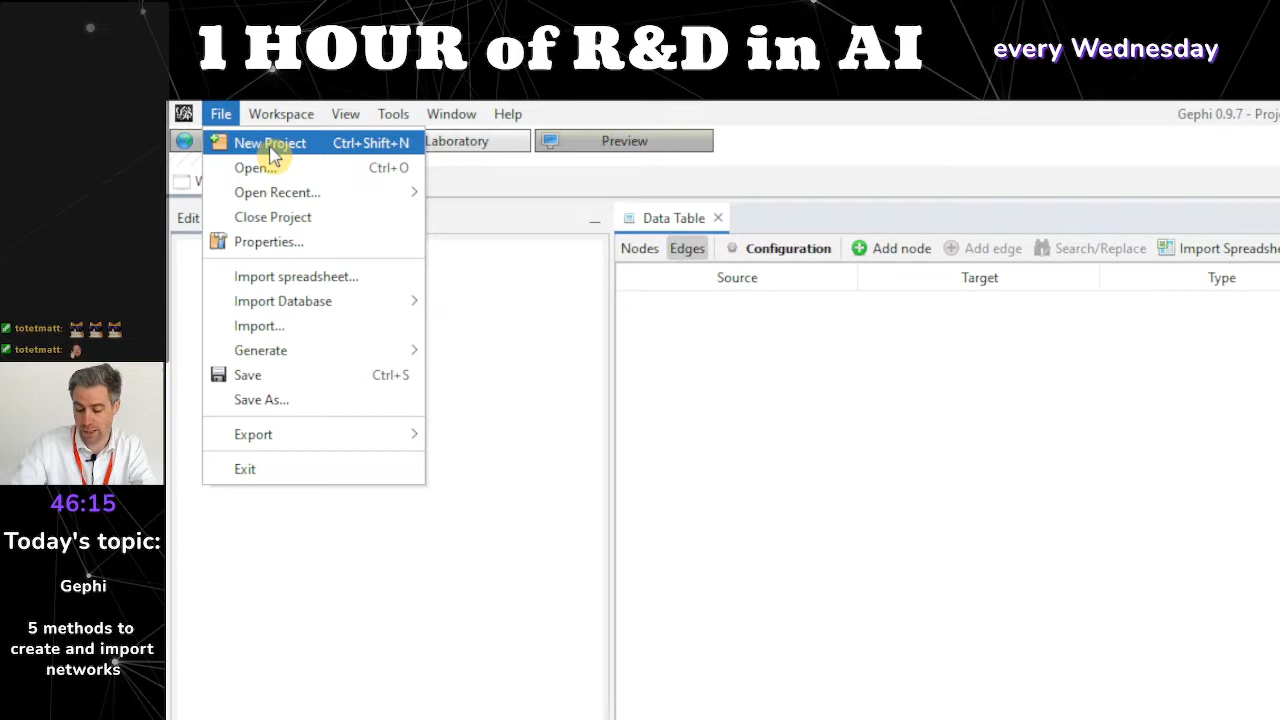 1 HOUR of R&D in AI
every Wednesday
File Workspace View Tools Window Help
Gephi 0.9.7 - Proje
Laboratory
Preview
New Project Ctrl+Shift+N
Open... Ctrl+O
Open Recent...
Close Project
Properties...
Import spreadsheet...
Import Database
Import...
Generate
Save Ctrl+S
Save As...
Export
Exit
W
Edit
Data Table
Nodes Edges Configuration Add node Add edge Search/Replace Import Spreadshe
Source Target Type
totetmatt:
totetmatt:
46:15
Today's topic:
Gephi
5 methods to
create and import
networks